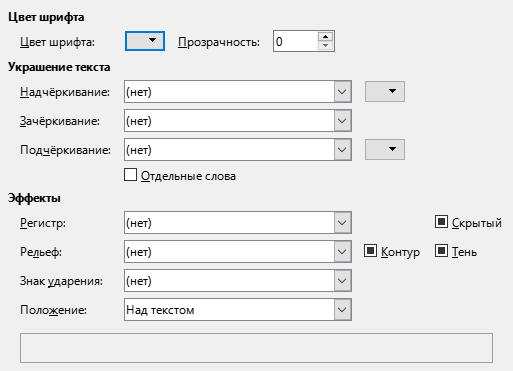 Цвет шрифта
Цвет шрифта: Прозрачность: 0
Украшение текста
Надчёркивание: (нет)
Зачёркивание: (нет)
Подчёркивание: (нет)
Отдельные слова
Эффекты
Регистр: (нет) Скрытый
Рельеф: (нет) Контур Тень
Знак ударения: (нет)
Положение: Над текстом